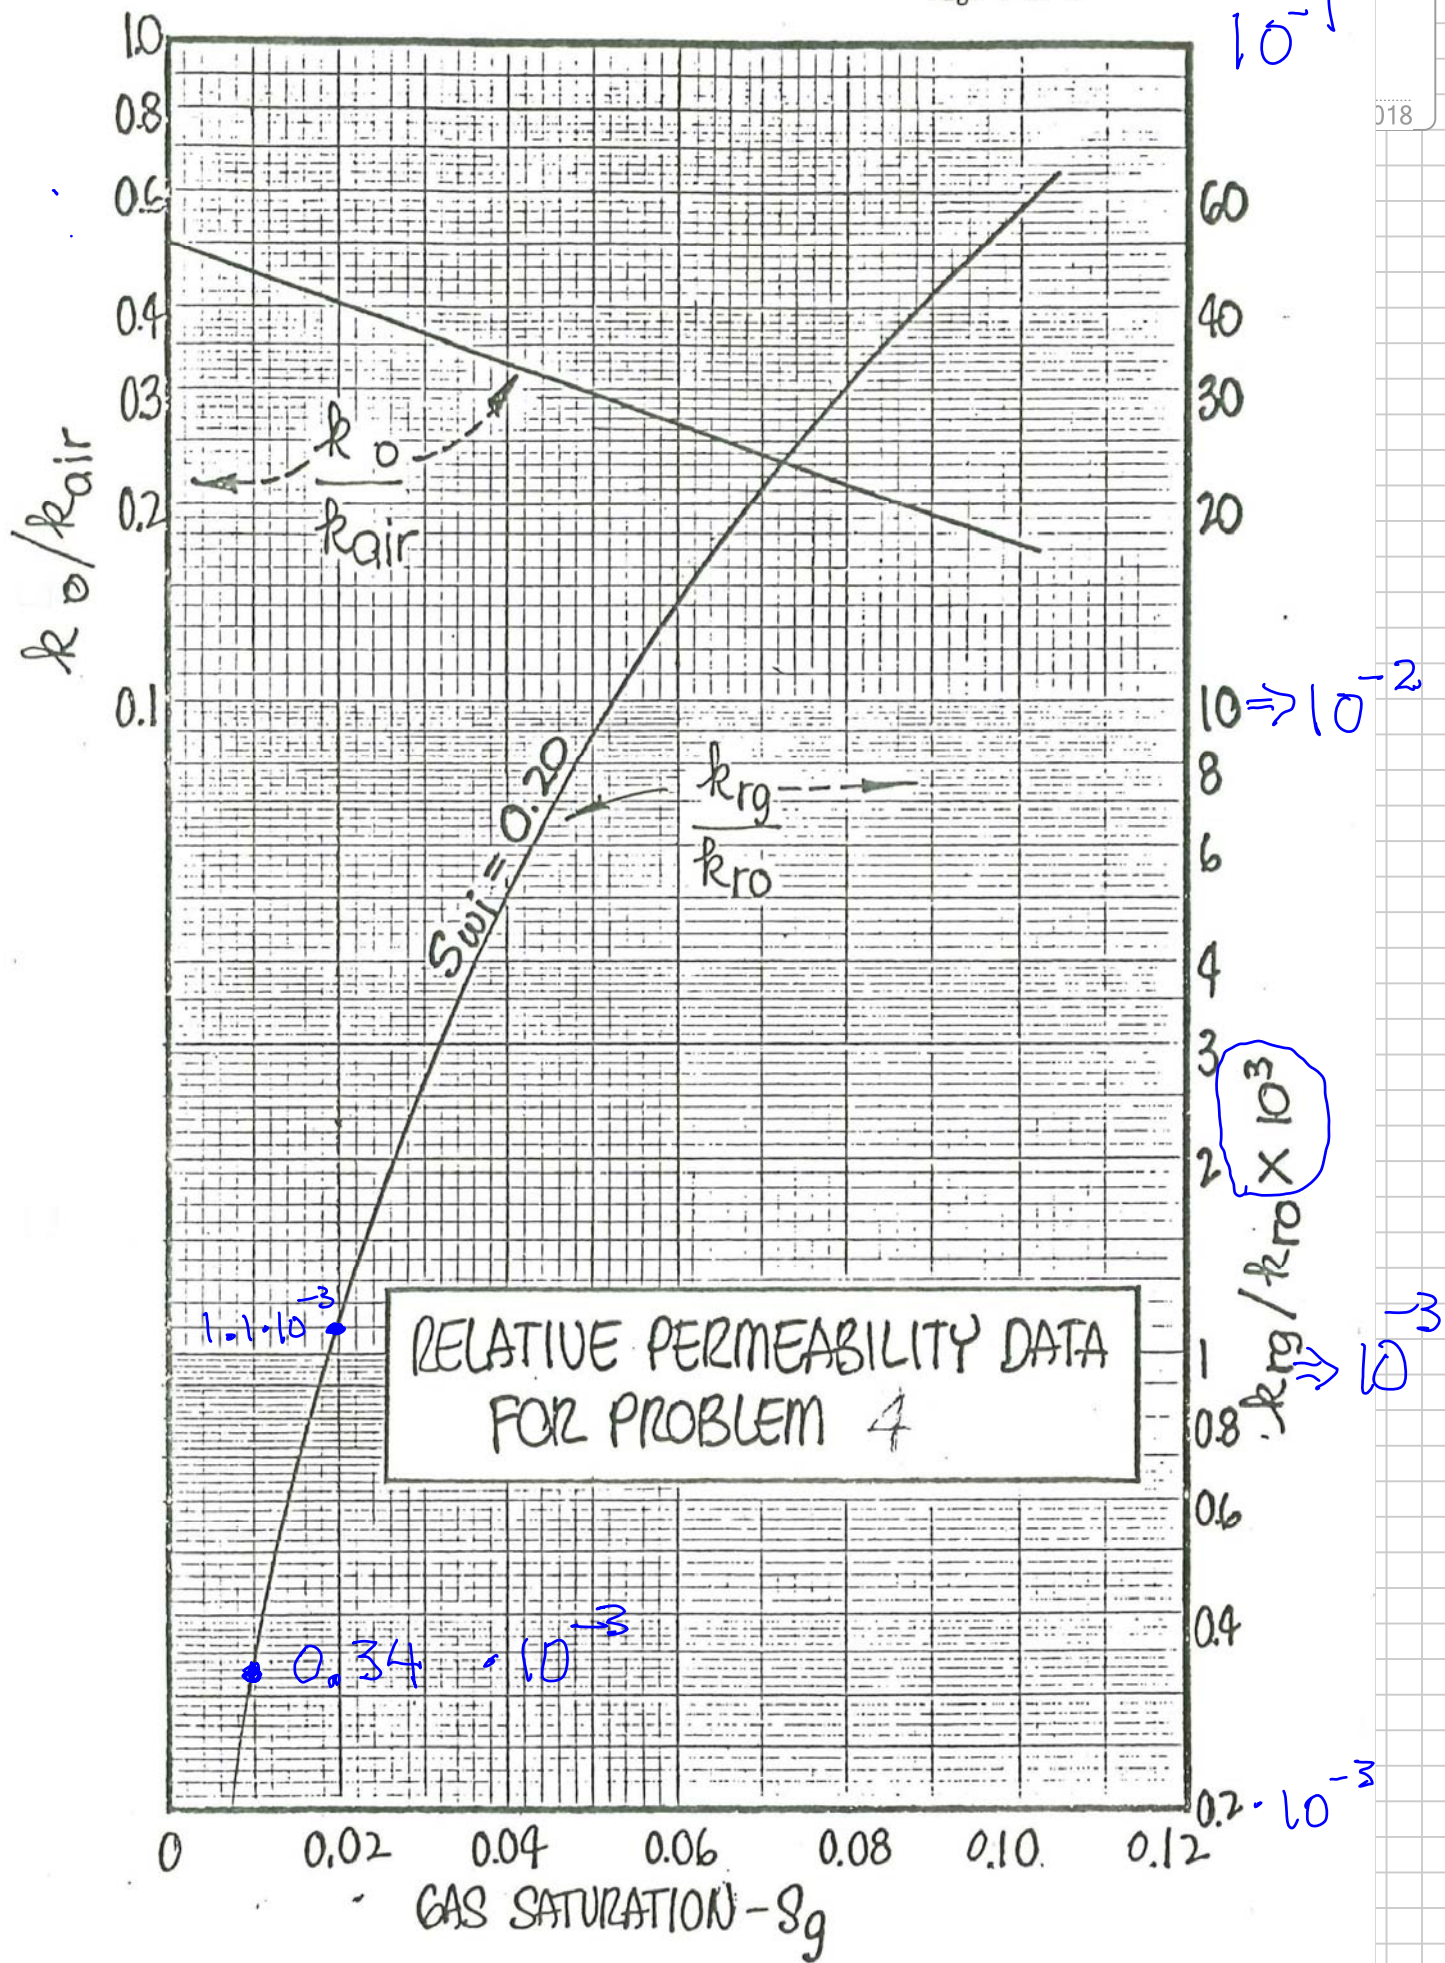 10⁻¹
018
1.0
0.8
0.6
0.4
0.3
0.2
0.1
k o/kair
k o
kair
60
40
30
20
10 ⇒ 10⁻²
8
6
4
3
2
1 ⇒ 10⁻³
0.8
0.6
0.4
0.2 · 10⁻³
krg/kro × 10³
Swi = 0.20
krg
kro
1.1·10⁻³
RELATIVE PERMEABILITY DATA
FOR PROBLEM 4
0.34 · 10⁻³
0 0.02 0.04 0.06 0.08 0.10 0.12
GAS SATURATION - Sg